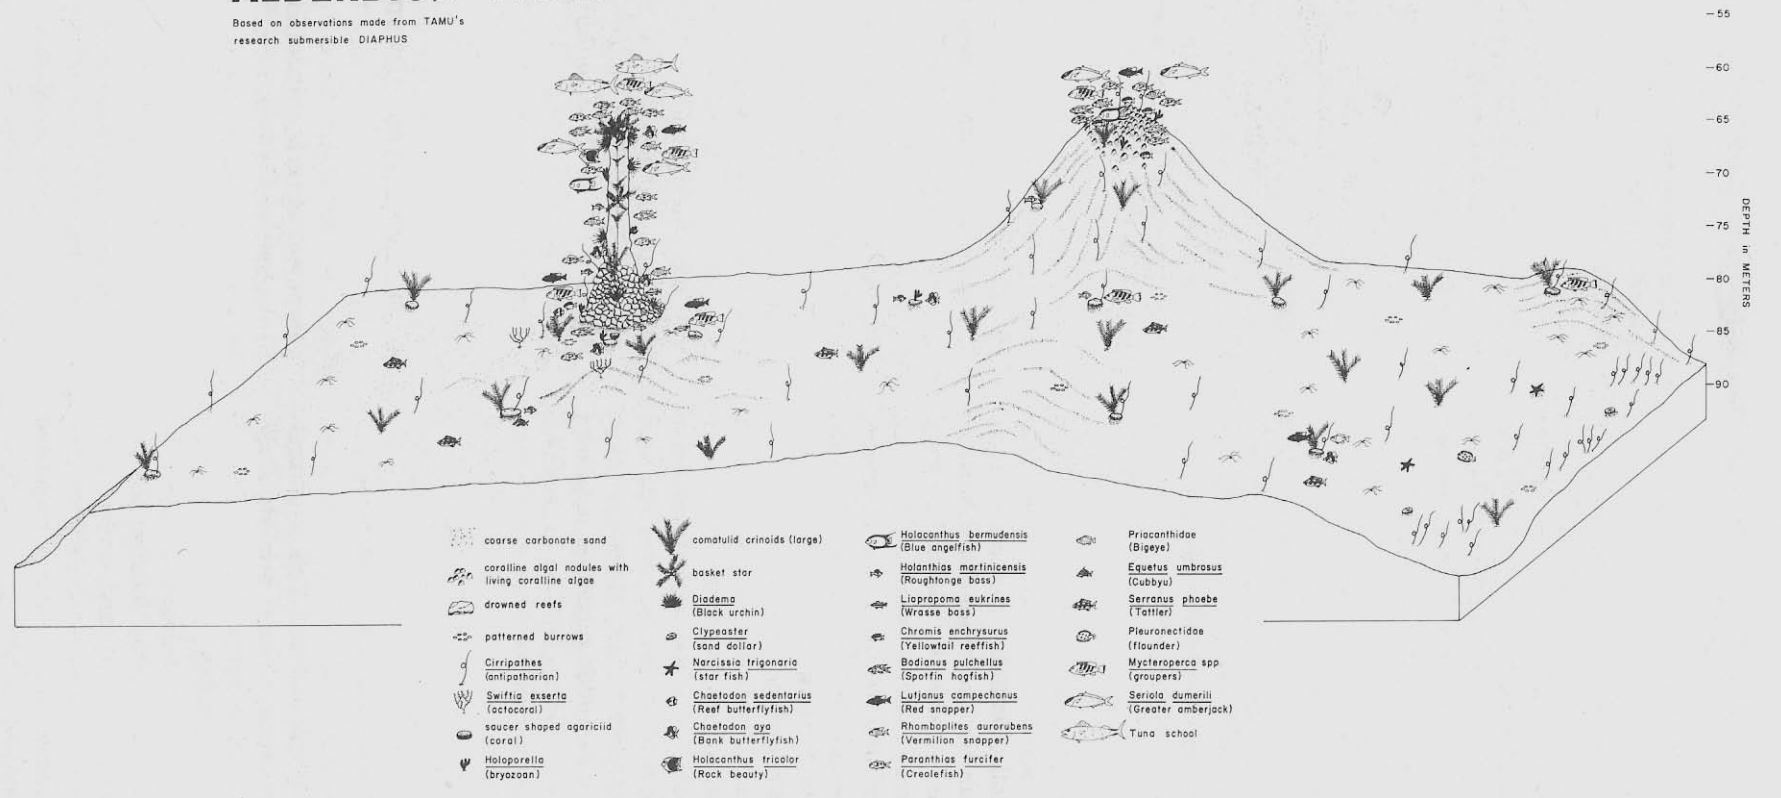 Based on observations made from TAMU's
research submersible DIAPHUS
-55
-60
-65
-70
-75
-80
-85
-90
DEPTH in METERS
coarse carbonate sand
coralline algal nodules with
living coralline algae
drowned reefs
patterned burrows
Cirripathes
(antipatharian)
Swiftia exserta
(octocoral)
saucer shaped agariciid
(coral)
Holoporella
(bryozoan)
comatulid crinoids (large)
basket star
Diadema
(Black urchin)
Clypeaster
(sand dollar)
Narcissia trigonaria
(star fish)
Chaetodon sedentarius
(Reef butterflyfish)
Chaetodon aya
(Bank butterflyfish)
Holacanthus tricolor
(Rock beauty)
Holacanthus bermudensis
(Blue angelfish)
Holanthias martinicensis
(Roughtonge bass)
Liopropoma eukrines
(Wrasse bass)
Chromis enchrysurus
(Yellowtail reeffish)
Bodianus pulchellus
(Spotfin hogfish)
Lutjanus campechanus
(Red snapper)
Rhomboplites aurorubens
(Vermilion snapper)
Paranthias furcifer
(Creolefish)
Priacanthidae
(Bigeye)
Equetus umbrosus
(Cubbyu)
Serranus phoebe
(Tattler)
Pleuronectidae
(flounder)
Mycteroperca spp
(groupers)
Seriola dumerili
(Greater amberjack)
Tuna school